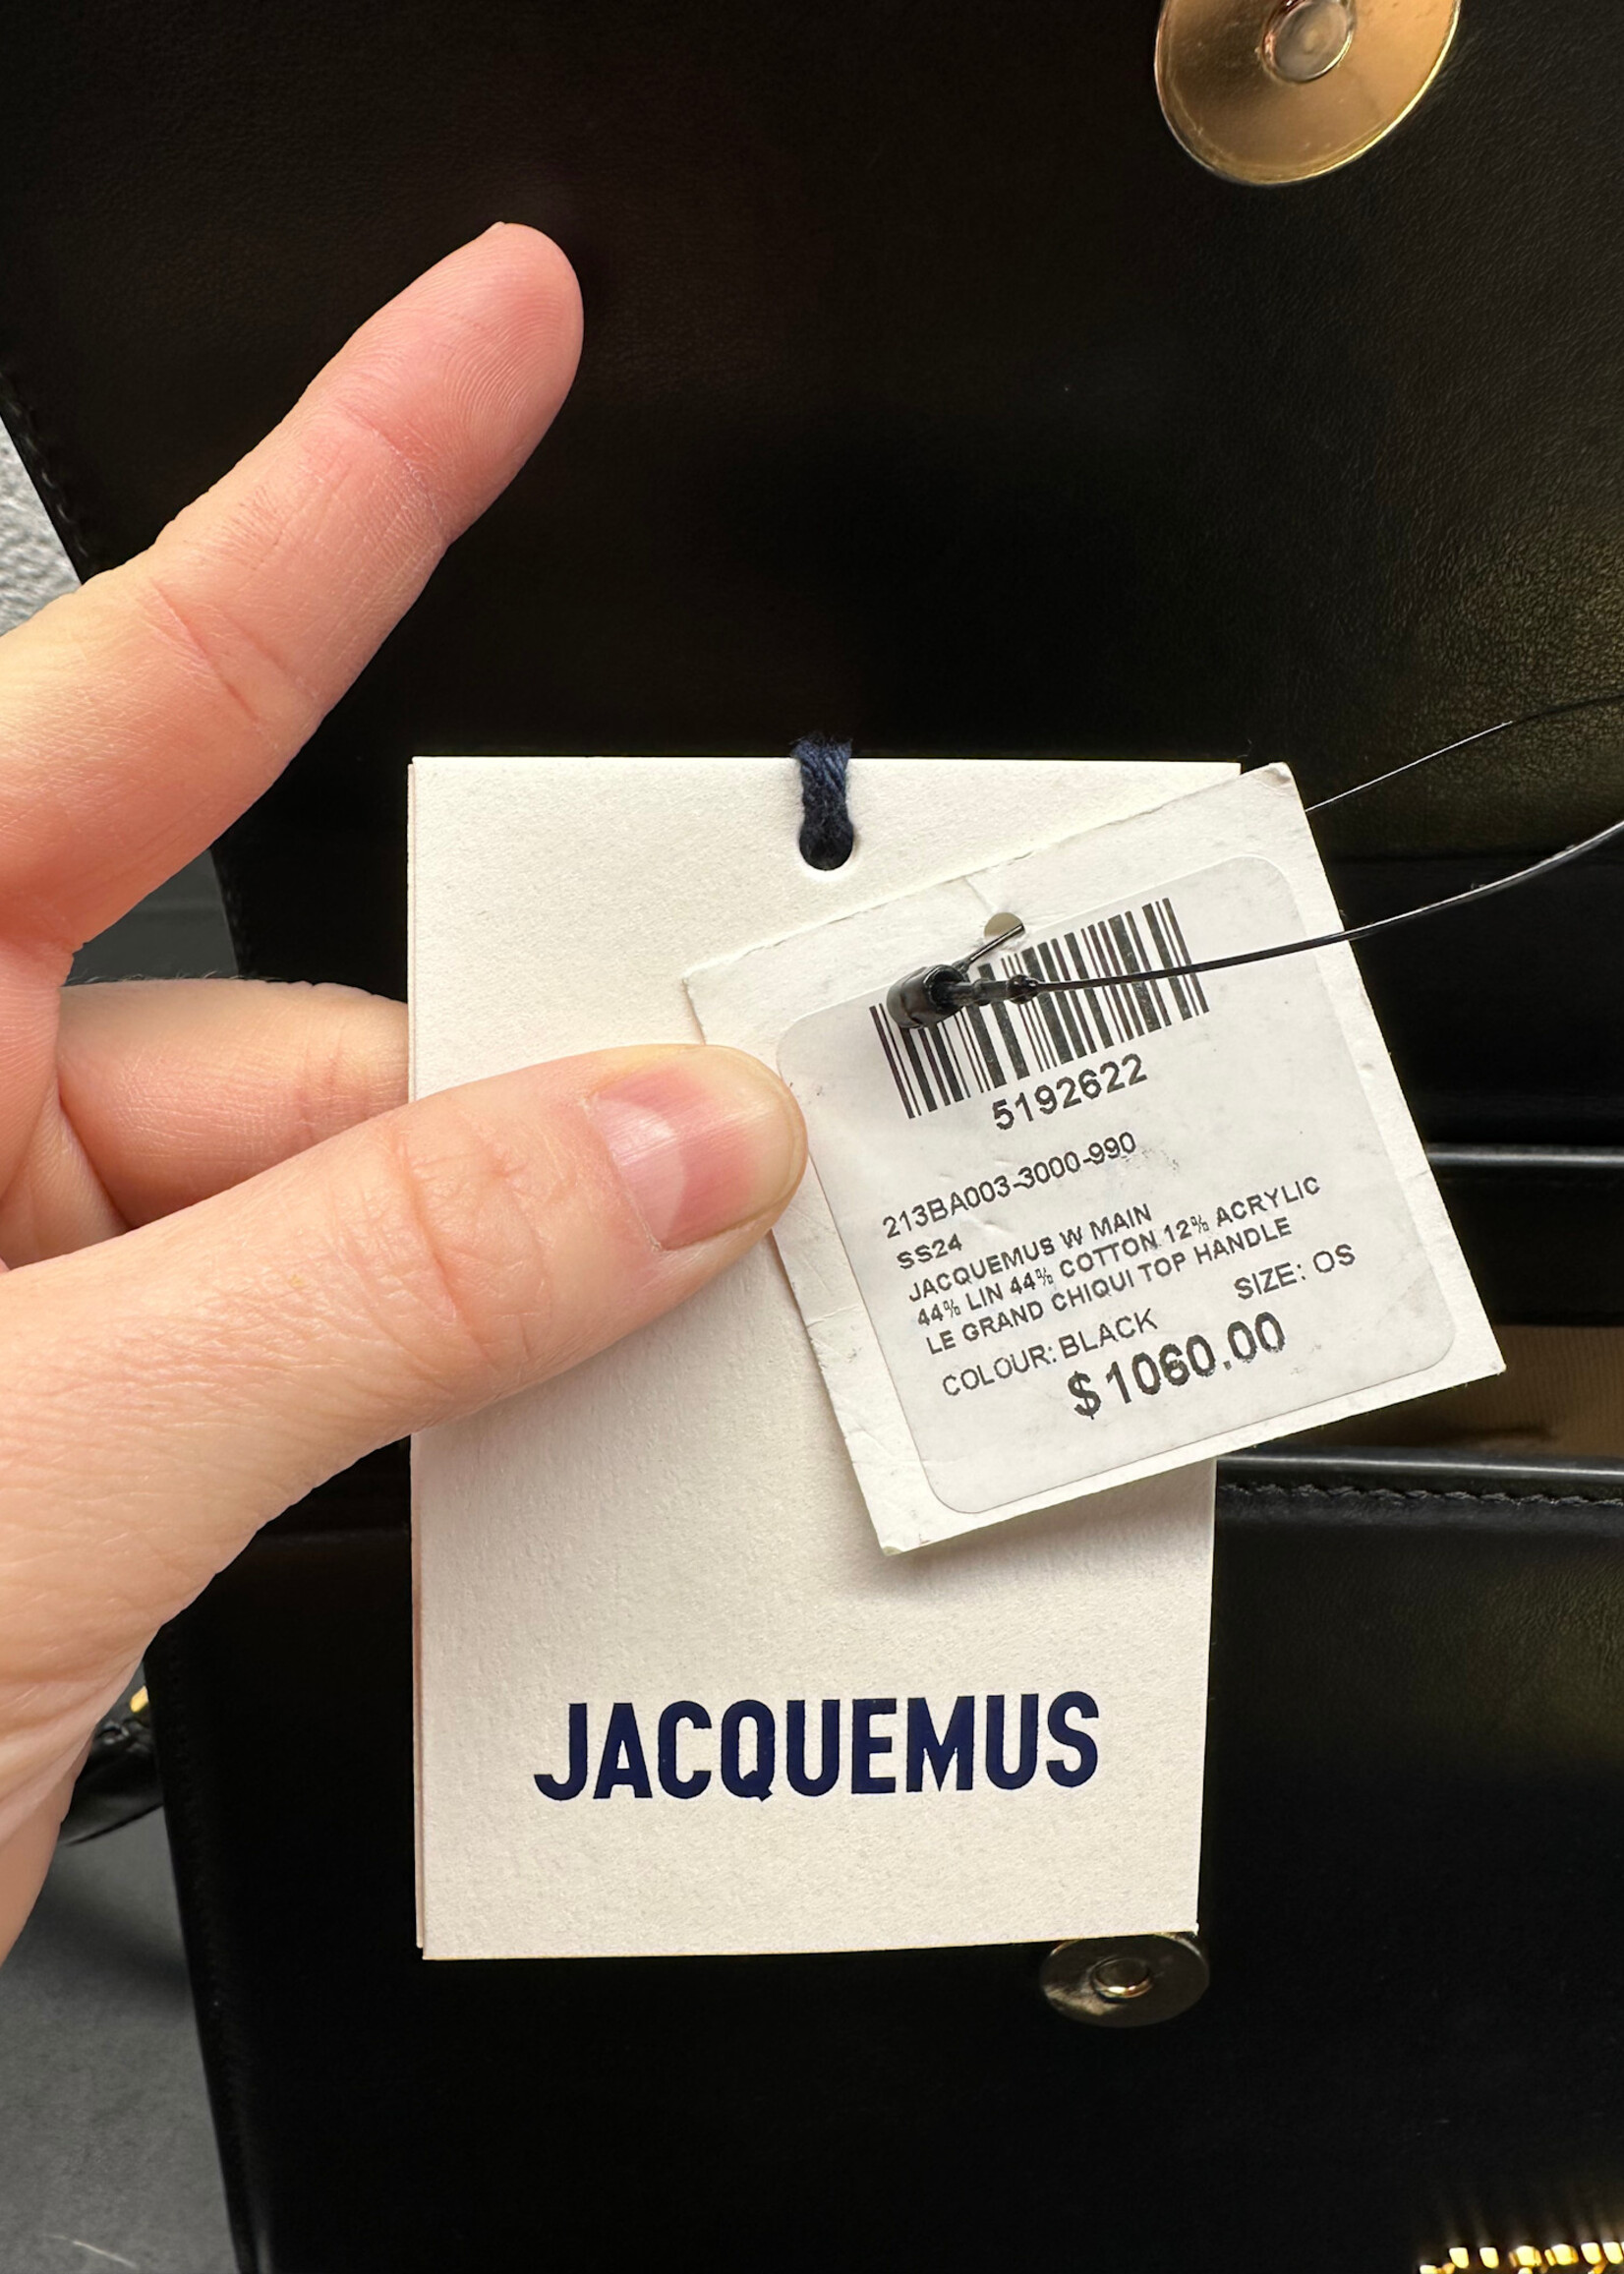 5192622
213BA003-3000-990
SS24
JACQUEMUS W MAIN
44% LIN 44% COTTON 12% ACRYLIC
LE GRAND CHIQUI TOP HANDLE
COLOUR: BLACK SIZE: OS
$1060.00
JACQUEMUS